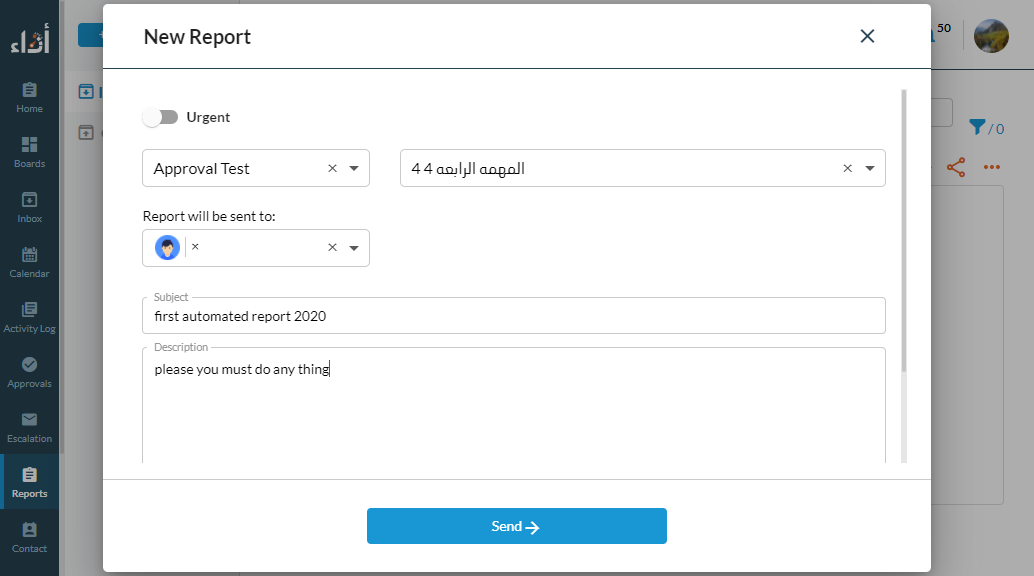 أداء
New Report
50
Home
Urgent
/ 0
Boards
Approval Test
المهمه الرابعه 4 4
Inbox
Report will be sent to:
Calendar
Subject
first automated report 2020
Activity Log
Description
please you must do any thing
Approvals
Escalation
Reports
Send
Contact